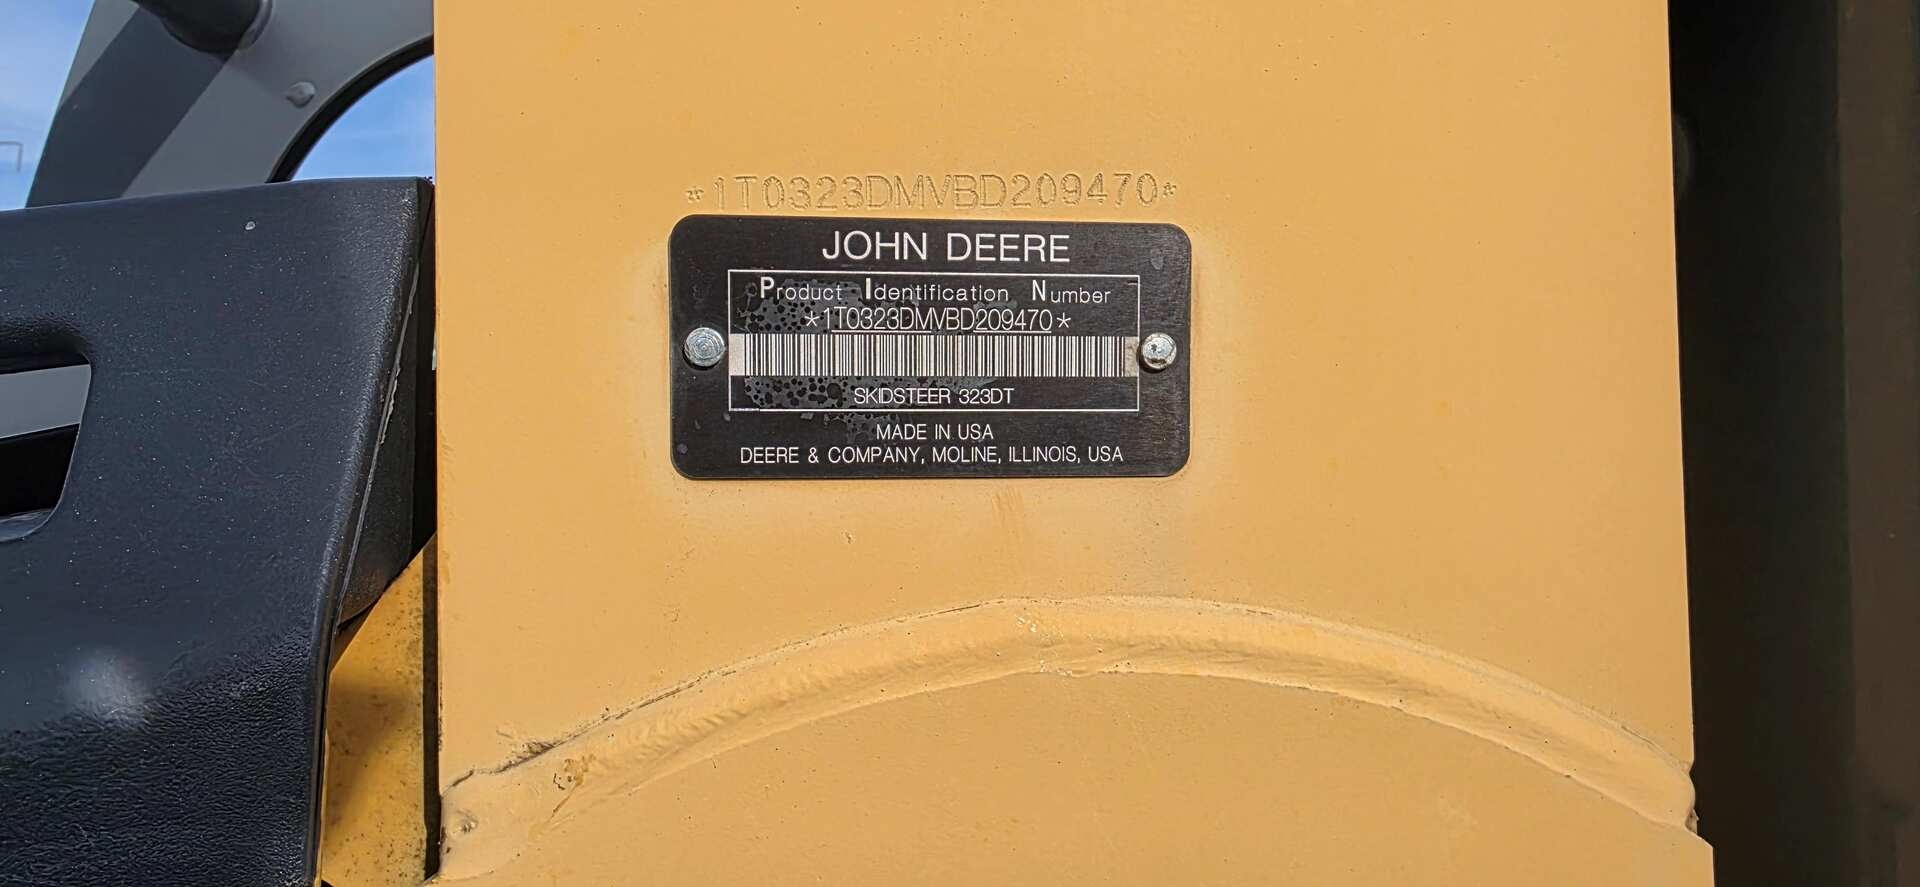 *1T0323DMVBD209470*
JOHN DEERE
Product Identification Number
*1T0323DMVBD209470*
SKIDSTEER 323DT
MADE IN USA
DEERE & COMPANY, MOLINE, ILLINOIS, USA